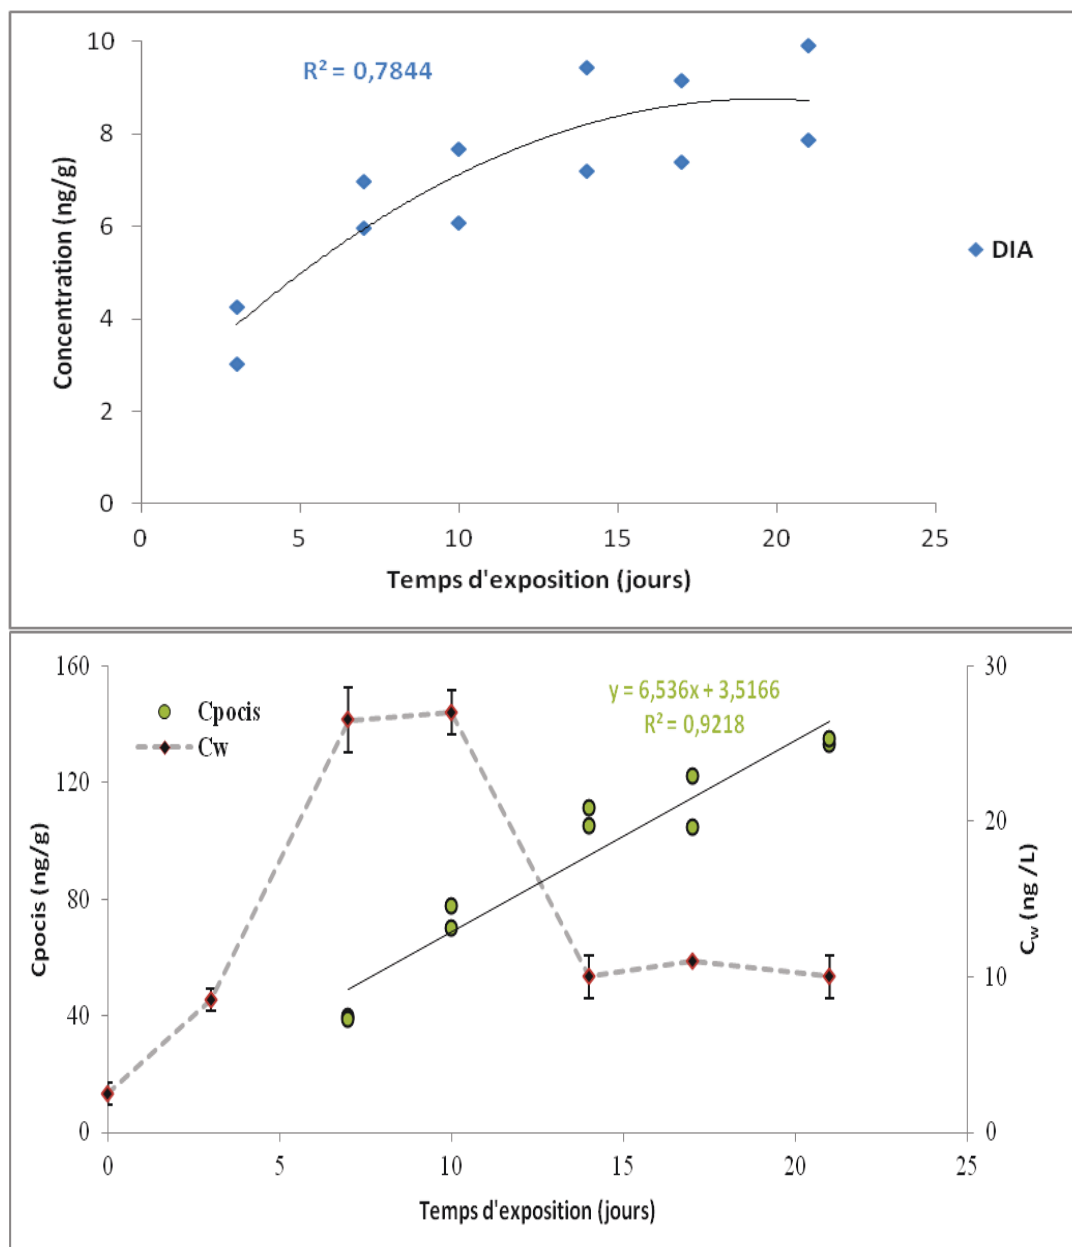 10
8
6
4
2
0
Concentration (ng/g)
R² = 0,7844
DIA
0 5 10 15 20 25
Temps d'exposition (jours)
160
120
80
40
0
Cpocis (ng/g)
Cpocis
Cw
y = 6,536x + 3,5166
R² = 0,9218
30
20
10
0
Cw (ng /L)
0 5 10 15 20 25
Temps d'exposition (jours)